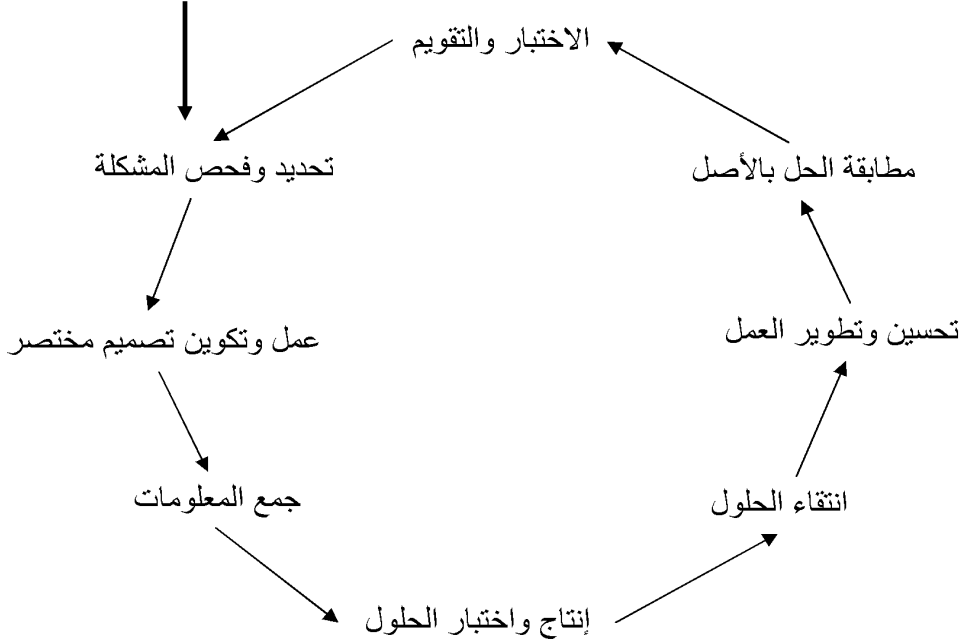 الاختبار والتقويم
تحديد وفحص المشكلة
مطابقة الحل بالأصل
عمل وتكوين تصميم مختصر
تحسين وتطوير العمل
جمع المعلومات
انتقاء الحلول
إنتاج واختبار الحلول